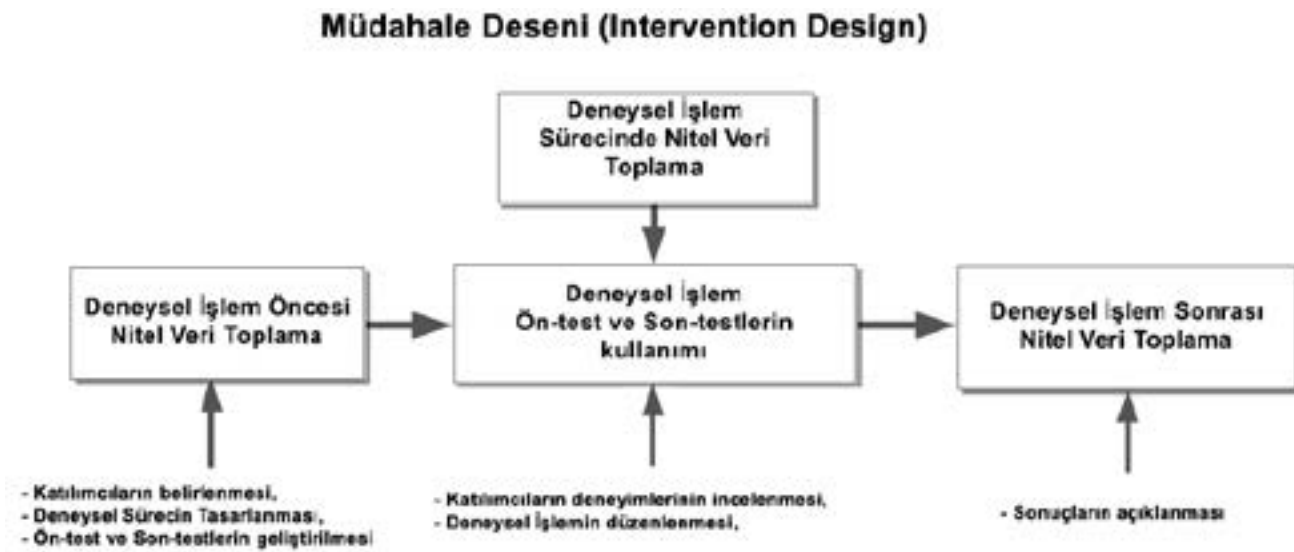 Müdahale Deseni (Intervention Design)
Deneysel İşlem
Sürecinde Nitel Veri
Toplama
Deneysel İşlem Öncesi
Nitel Veri Toplama
Deneysel İşlem
Ön-test ve Son-testlerin
kullanımı
Deneysel İşlem Sonrası
Nitel Veri Toplama
- Katılımcıların belirlenmesi,
- Deneysel Sürecin Tasarlanması,
- Ön-test ve Son-testlerin geliştirilmesi
- Katılımcıların deneyimlerinin incelenmesi,
- Deneysel İşlemin düzenlenmesi,
- Sonuçların açıklanması